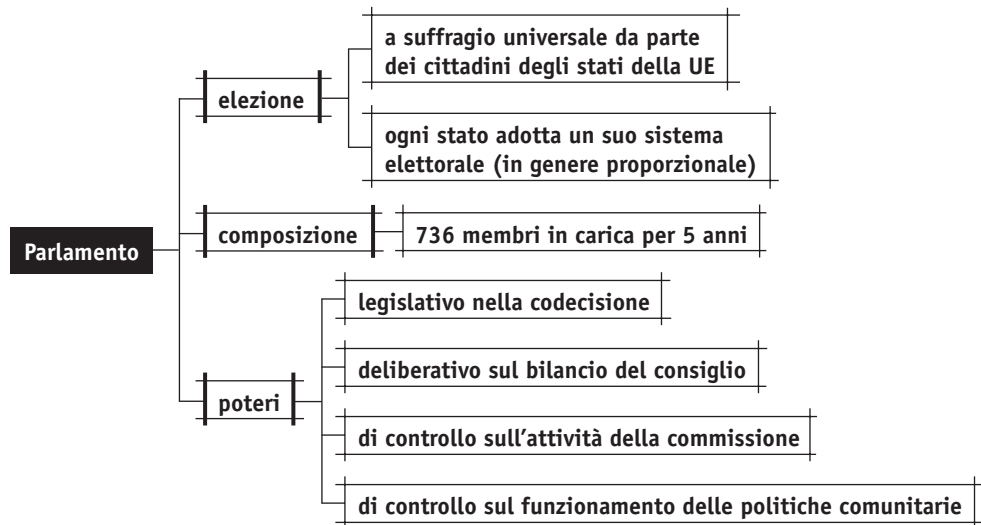 a suffragio universale da parte
dei cittadini degli stati della UE
elezione
ogni stato adotta un suo sistema
elettorale (in genere proporzionale)
composizione
736 membri in carica per 5 anni
Parlamento
legislativo nella codecisione
deliberativo sul bilancio del consiglio
poteri
di controllo sull’attività della commissione
di controllo sul funzionamento delle politiche comunitarie